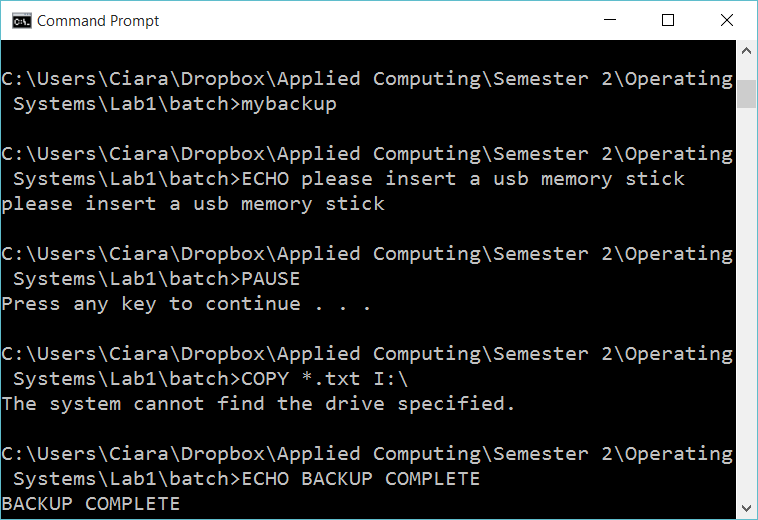 Command Prompt
C:\Users\Ciara\Dropbox\Applied Computing\Semester 2\Operating
Systems\Lab1\batch>mybackup
C:\Users\Ciara\Dropbox\Applied Computing\Semester 2\Operating
Systems\Lab1\batch>ECHO please insert a usb memory stick
please insert a usb memory stick
C:\Users\Ciara\Dropbox\Applied Computing\Semester 2\Operating
Systems\Lab1\batch>PAUSE
Press any key to continue . . .
C:\Users\Ciara\Dropbox\Applied Computing\Semester 2\Operating
Systems\Lab1\batch>COPY *.txt I:\
The system cannot find the drive specified.
C:\Users\Ciara\Dropbox\Applied Computing\Semester 2\Operating
Systems\Lab1\batch>ECHO BACKUP COMPLETE
BACKUP COMPLETE